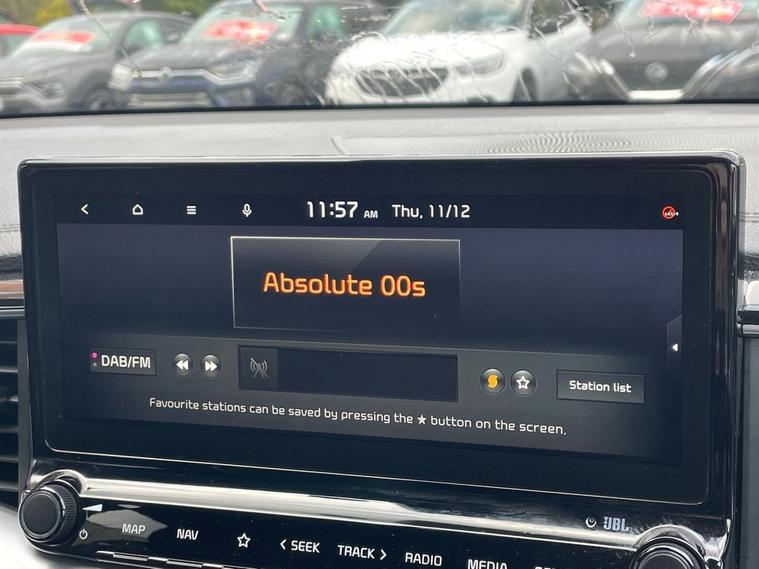 11:57 AM Thu, 11/12
Absolute 00s
DAB/FM
Station list
Favourite stations can be saved by pressing the ★ button on the screen.
JBL
MAP NAV ☆ < SEEK TRACK > RADIO MEDIA